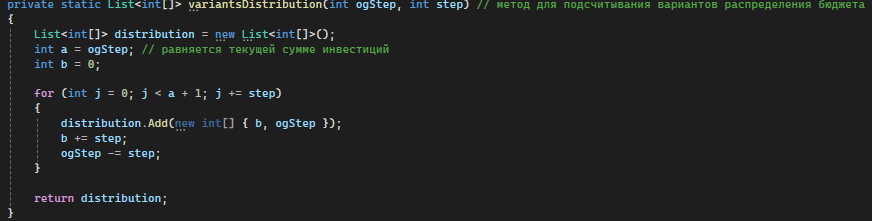 private static List<int[]> variantsDistribution(int ogStep, int step) // метод для подсчитывания вариантов распределения бюджета
{
List<int[]> distribution = new List<int[]>();
int a = ogStep; // равняется текущей сумме инвестиций
int b = 0;
for (int j = 0; j < a + 1; j += step)
{
distribution.Add(new int[] { b, ogStep });
b += step;
ogStep -= step;
}
return distribution;
}